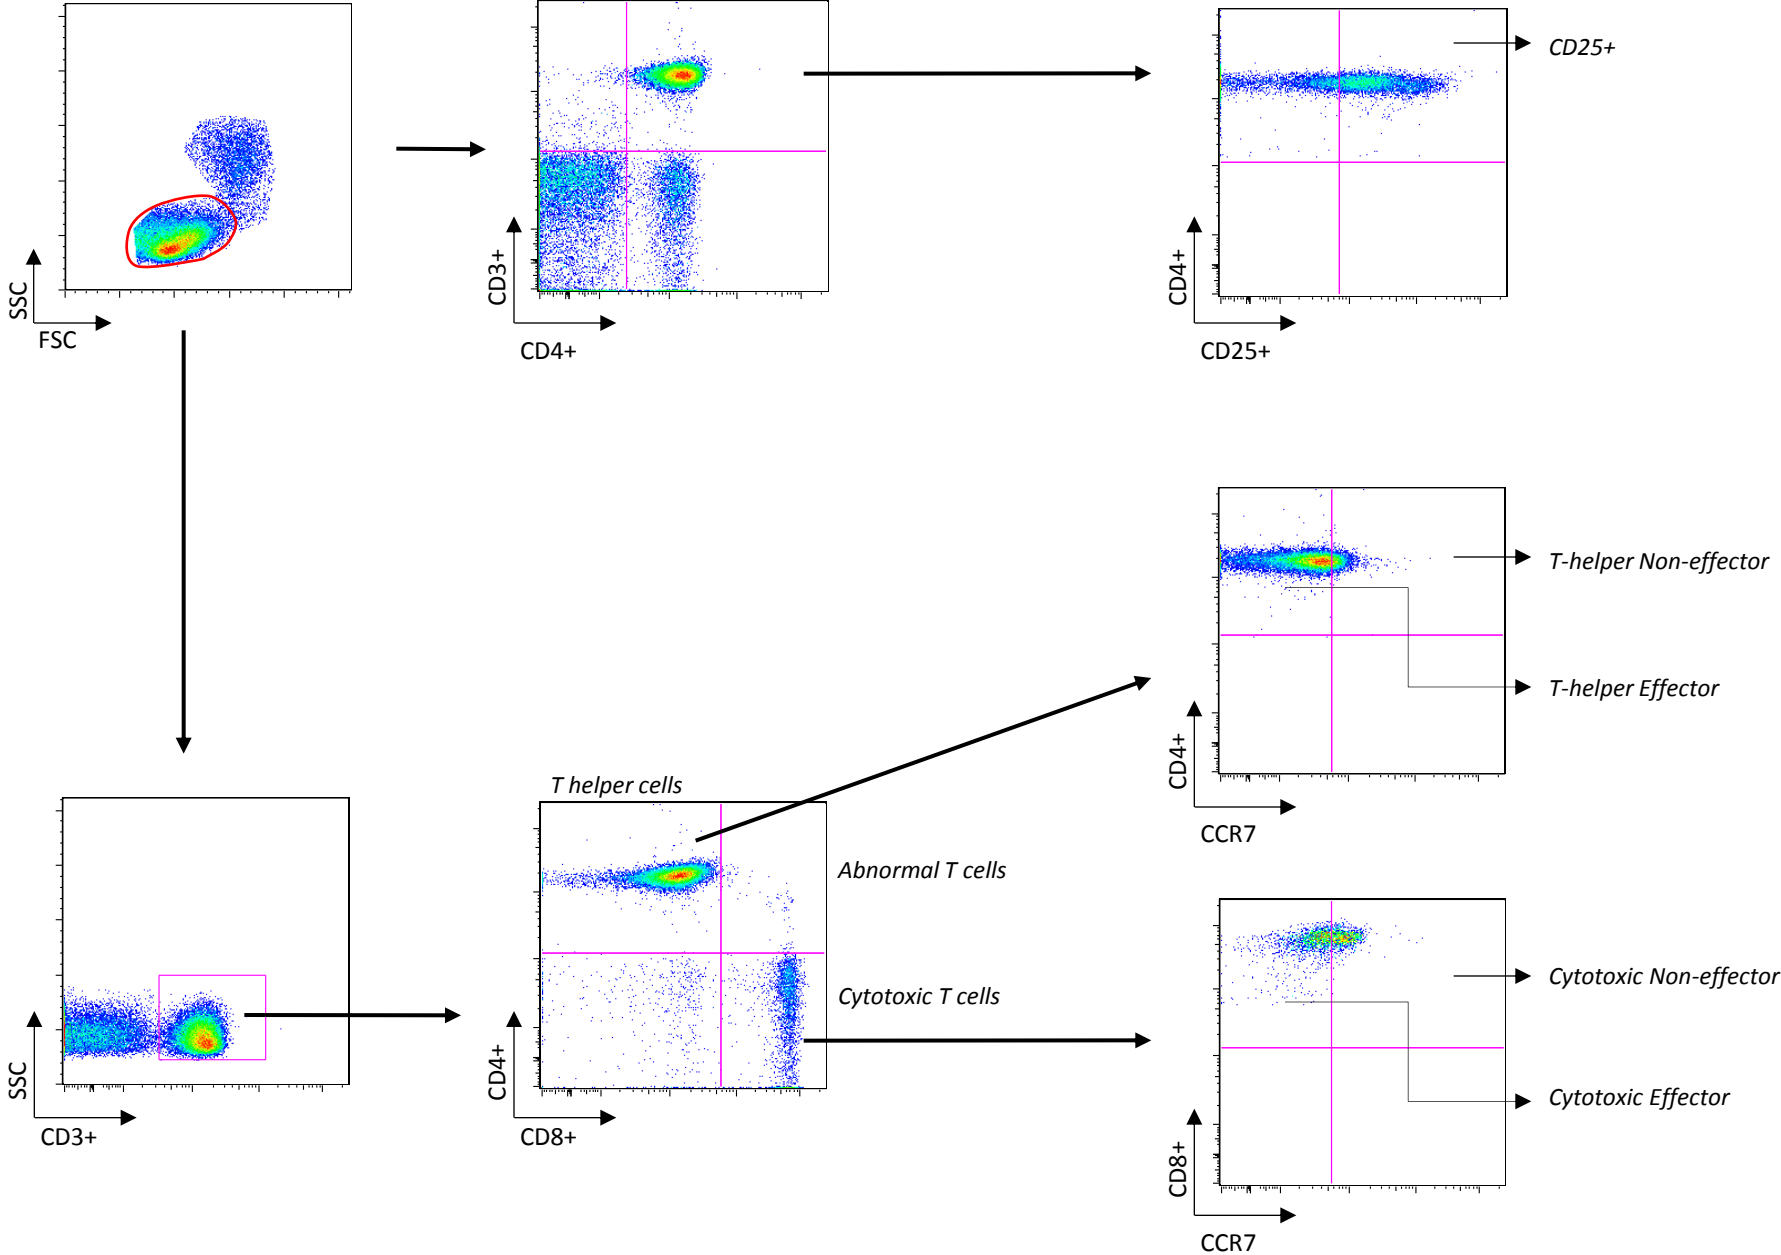 SSC
FSC
CD3+
CD4+
CD4+
CD25+
CD25+
CD4+
CCR7
T-helper Non-effector
T-helper Effector
SSC
CD3+
T helper cells
Abnormal T cells
Cytotoxic T cells
CD4+
CD8+
CD8+
CCR7
Cytotoxic Non-effector
Cytotoxic Effector